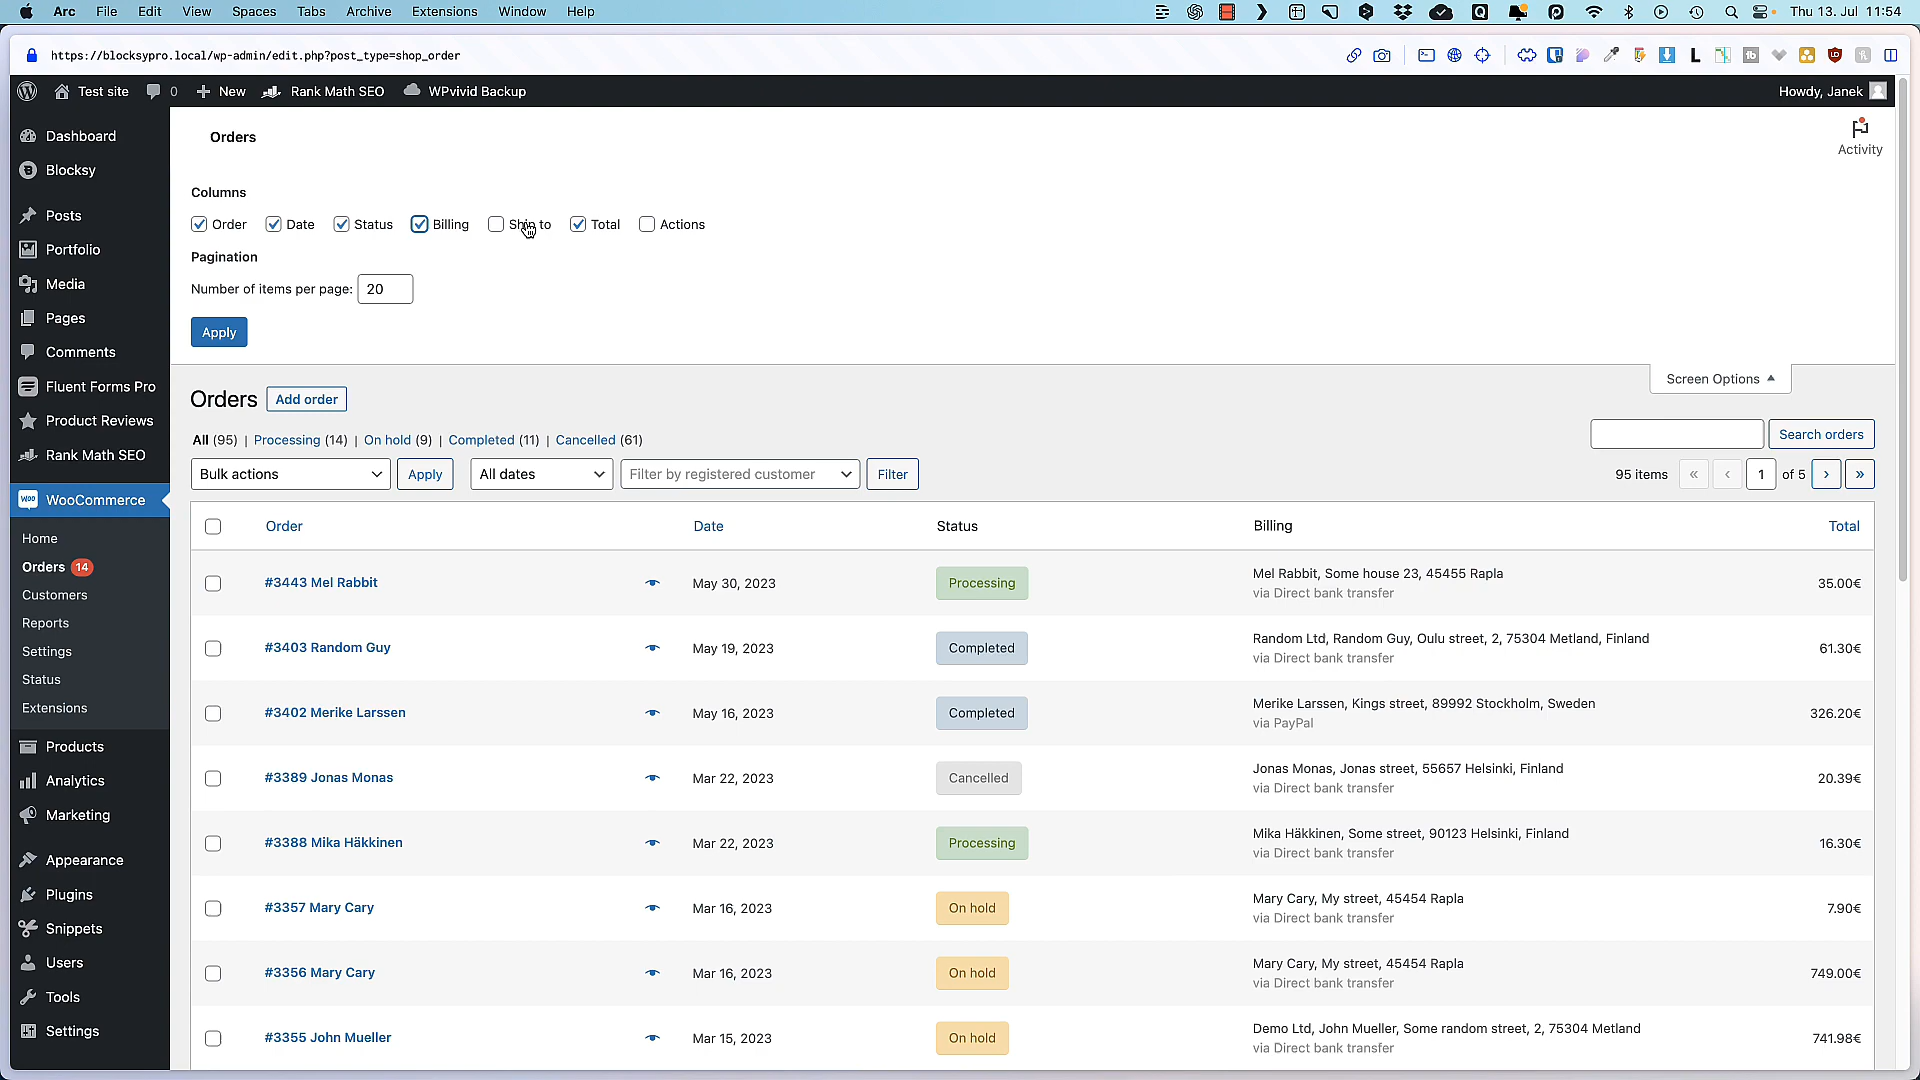 Arc File Edit View Spaces Tabs Archive Extensions Window Help Thu 13. Jul 11:54
https://blocksypro.local/wp-admin/edit.php?post_type=shop_order
Test site 0 New Rank Math SEO WPvivid Backup Howdy, Janek
Dashboard
Blocksy
Posts
Portfolio
Media
Pages
Comments
Fluent Forms Pro
Product Reviews
Rank Math SEO
WooCommerce
Home
Orders 14
Customers
Reports
Settings
Status
Extensions
Products
Analytics
Marketing
Appearance
Plugins
Snippets
Users
Tools
Settings
Orders
Activity
Columns
Order Date Status Billing Ship to Total Actions
Pagination
Number of items per page: 20
Apply
Screen Options
Orders Add order
All (95) | Processing (14) | On hold (9) | Completed (11) | Cancelled (61)
Search orders
Bulk actions Apply All dates Filter by registered customer Filter 95 items « ‹ 1 of 5 › »
Order Date Status Billing Total
#3443 Mel Rabbit May 30, 2023 Processing Mel Rabbit, Some house 23, 45455 Rapla 35.00€
via Direct bank transfer
#3403 Random Guy May 19, 2023 Completed Random Ltd, Random Guy, Oulu street, 2, 75304 Metland, Finland 61.30€
via Direct bank transfer
#3402 Merike Larssen May 16, 2023 Completed Merike Larssen, Kings street, 89992 Stockholm, Sweden 326.20€
via PayPal
#3389 Jonas Monas Mar 22, 2023 Cancelled Jonas Monas, Jonas street, 55657 Helsinki, Finland 20.39€
via Direct bank transfer
#3388 Mika Häkkinen Mar 22, 2023 Processing Mika Häkkinen, Some street, 90123 Helsinki, Finland 16.30€
via Direct bank transfer
#3357 Mary Cary Mar 16, 2023 On hold Mary Cary, My street, 45454 Rapla 7.90€
via Direct bank transfer
#3356 Mary Cary Mar 16, 2023 On hold Mary Cary, My street, 45454 Rapla 749.00€
via Direct bank transfer
#3355 John Mueller Mar 15, 2023 On hold Demo Ltd, John Mueller, Some random street, 2, 75304 Metland 741.98€
via Direct bank transfer